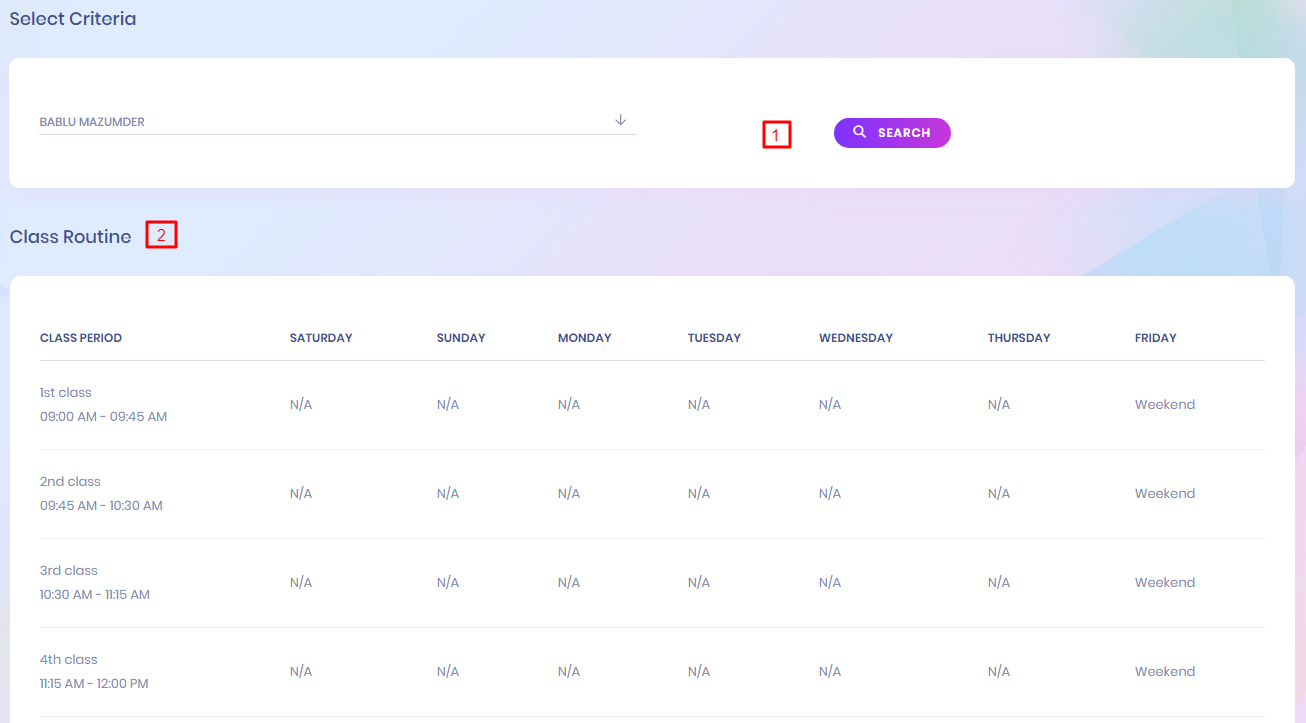 Select Criteria
BABLU MAZUMDER
1 SEARCH
Class Routine 2
CLASS PERIOD SATURDAY SUNDAY MONDAY TUESDAY WEDNESDAY THURSDAY FRIDAY
1st class
09:00 AM - 09:45 AM N/A N/A N/A N/A N/A N/A Weekend
2nd class
09:45 AM - 10:30 AM N/A N/A N/A N/A N/A N/A Weekend
3rd class
10:30 AM - 11:15 AM N/A N/A N/A N/A N/A N/A Weekend
4th class
11:15 AM - 12:00 PM N/A N/A N/A N/A N/A N/A Weekend